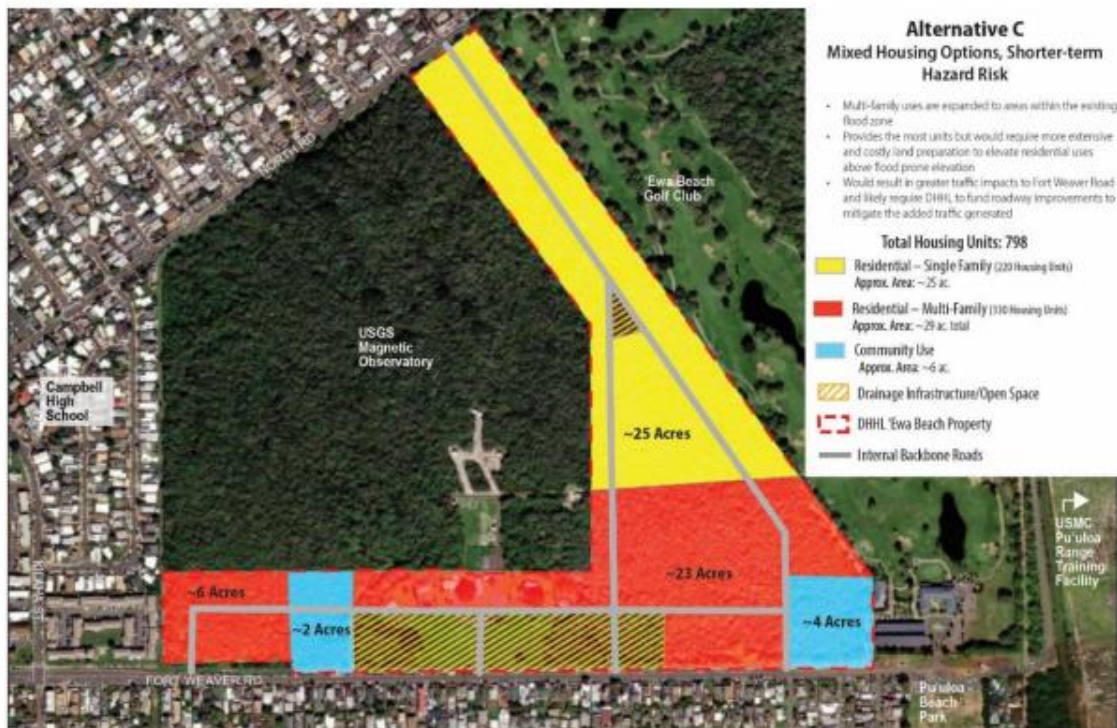 Alternative C
Mixed Housing Options, Shorter-term
Hazard Risk
• Multi-family uses are expanded to areas within the existing
flood zone
• Provides the most units but would require more extensive
and costly land preparation to elevate residential uses
above flood prone elevation
• Would result in greater traffic impacts to Fort Weaver Road
and likely require DHHL to fund roadway improvements to
mitigate the added traffic generated
Total Housing Units: 798
Residential – Single Family (220 Housing Units)
Approx. Area: ~25 ac.
Residential – Multi-Family (330 Housing Units)
Approx. Area: ~29 ac. total
Community Use
Approx. Area: ~6 ac.
Drainage Infrastructure/Open Space
DHHL 'Ewa Beach Property
Internal Backbone Roads
'Ewa Beach
Golf Club
USGS
Magnetic
Observatory
Campbell
High
School
~25 Acres
USMC
Pu'uloa
Range
Training
Facility
~6 Acres
~23 Acres
~2 Acres
~4 Acres
FORT WEAVER RD
Pu'uloa
Beach
Park